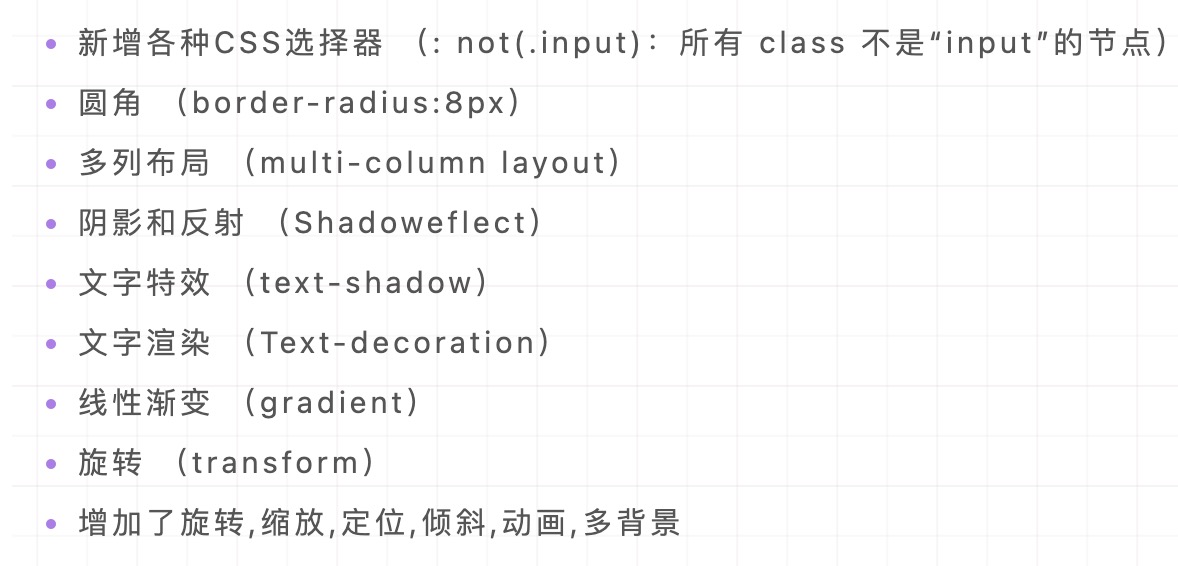 新增各种CSS选择器 （: not(.input)：所有 class 不是“input”的节点）
圆角 （border-radius:8px）
多列布局 （multi-column layout）
阴影和反射 （Shadoweflect）
文字特效 （text-shadow）
文字渲染 （Text-decoration）
线性渐变 （gradient）
旋转 （transform）
增加了旋转,缩放,定位,倾斜,动画,多背景